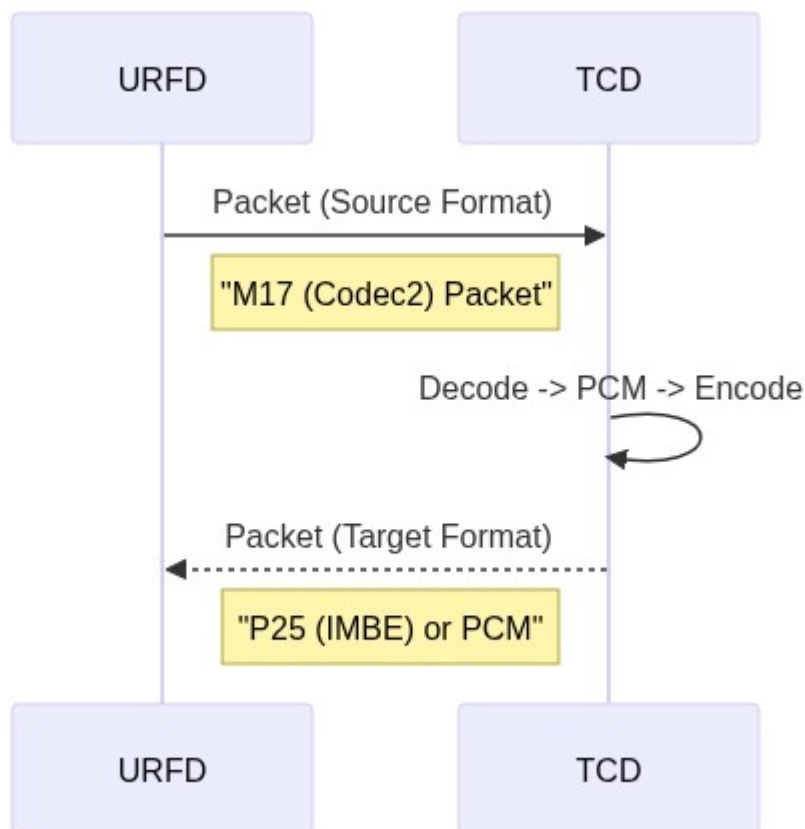 URFD TCD
Packet (Source Format)
"M17 (Codec2) Packet"
Decode -> PCM -> Encode
Packet (Target Format)
"P25 (IMBE) or PCM"
URFD TCD